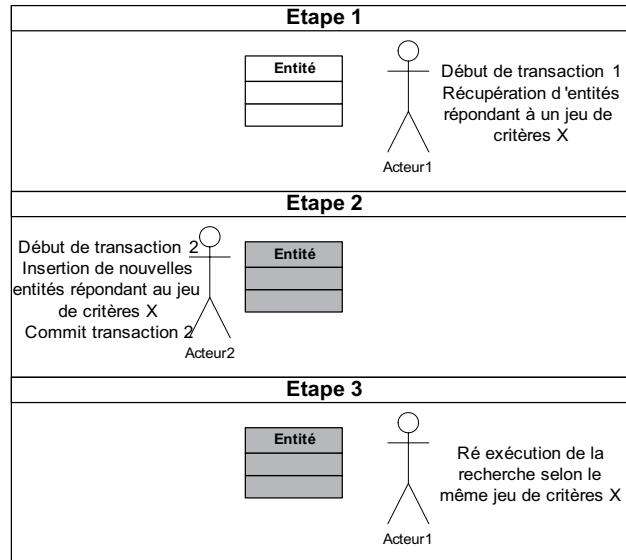 Etape 1
Entité
Début de transaction 1
Récupération d'entités
répondant à un jeu de
critères X
Acteur1
Etape 2
Début de transaction 2
Insertion de nouvelles
entités répondant au jeu
de critères X
Commit transaction 2
Acteur2
Entité
Etape 3
Entité
Ré exécution de la
recherche selon le
même jeu de critères X
Acteur1